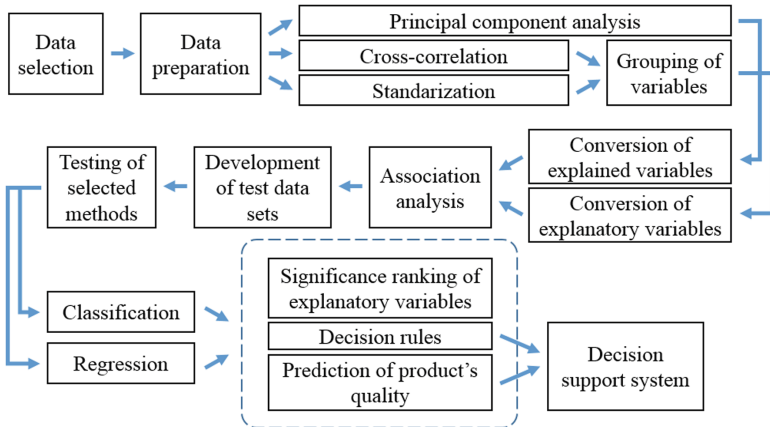 Data
selection
Data
preparation
Principal component analysis
Cross-correlation
Standarization
Grouping of
variables
Conversion of
explained variables
Conversion of
explanatory variables
Association
analysis
Development
of test data
sets
Testing of
selected
methods
Classification
Regression
Significance ranking of
explanatory variables
Decision rules
Prediction of product’s
quality
Decision
support system